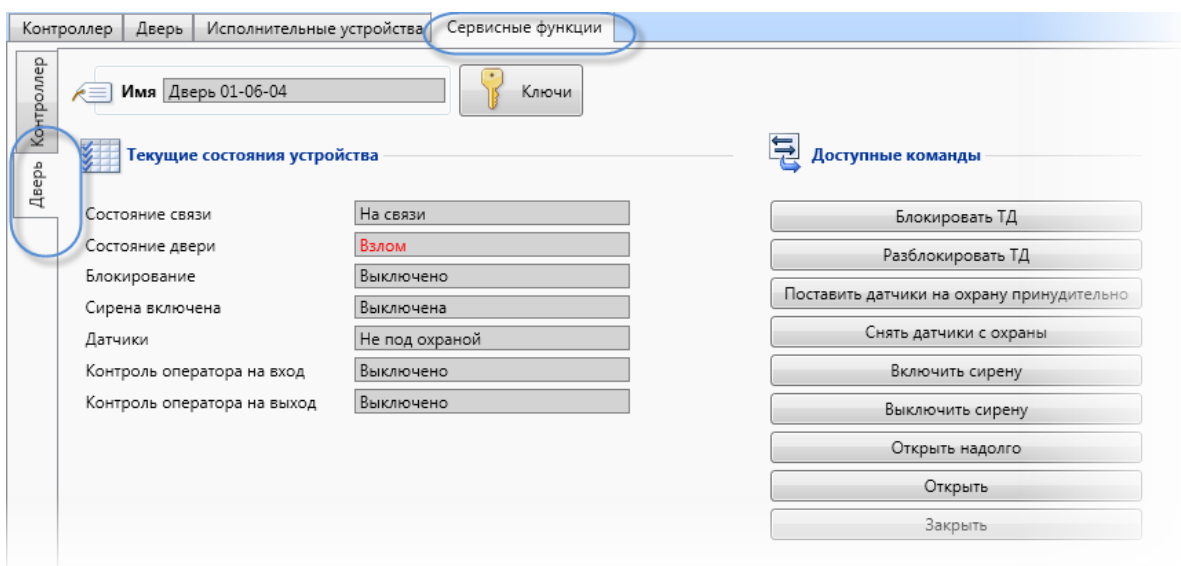 Контроллер
Дверь
Исполнительные устройства
Сервисные функции
Контроллер
Дверь
Имя
Дверь 01-06-04
Ключи
Текущие состояния устройства
Доступные команды
Состояние связи
На связи
Состояние двери
Взлом
Блокирование
Выключено
Сирена включена
Выключена
Датчики
Не под охраной
Контроль оператора на вход
Выключено
Контроль оператора на выход
Выключено
Блокировать ТД
Разблокировать ТД
Поставить датчики на охрану принудительно
Снять датчики с охраны
Включить сирену
Выключить сирену
Открыть надолго
Открыть
Закрыть